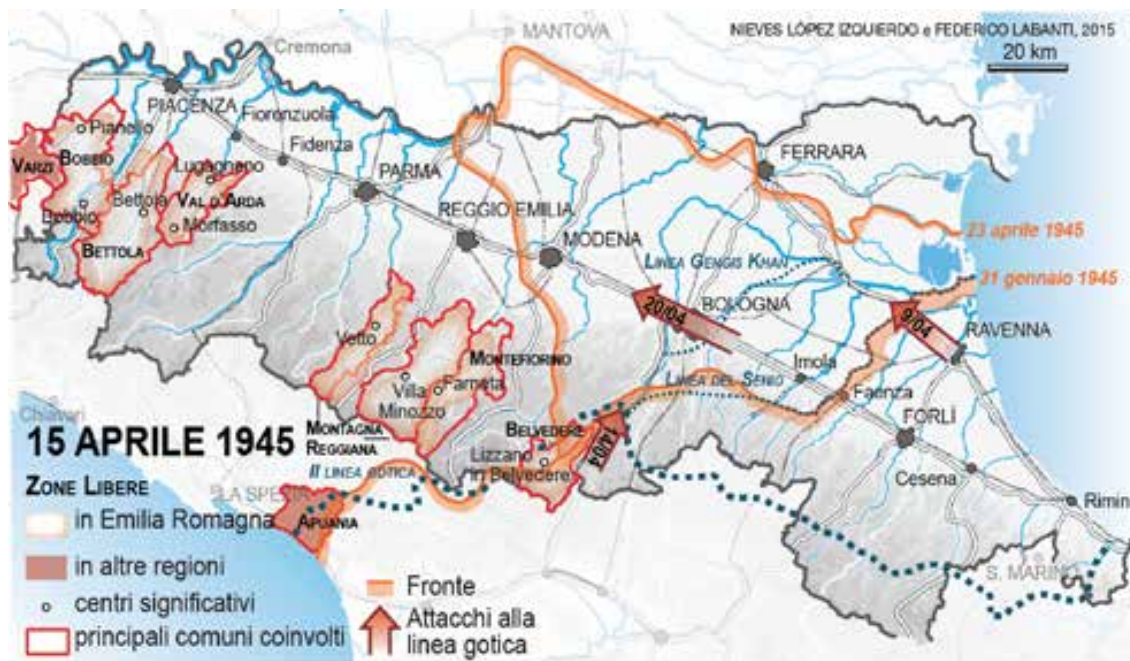 NIEVES LÓPEZ IZQUIERDO e FEDERICO LABANTI, 2015
20 km
MANTOVA
Cremona
PIACENZA
Fiorenzuola
Pianello
Fidenza
FERRARA
VARZI
BOBBIO
Lugagnano
PARMA
Bobbio
Bettola
VAL D'ARDA
Morfasso
REGGIO EMILIA
BETTOLA
MODENA
23 aprile 1945
LINEA GENGIS KHAN
21 gennaio 1945
20/04
BOLOGNA
9/04
RAVENNA
Vetto
MONTEFIORINO
Imola
Villa
Minozzo
Farneta
LINEA DEL SENIO
Faenza
Chiavari
FORLÌ
15 APRILE 1945
MONTAGNA
REGGIANA
BELVEDERE
14/04
Lizzano
in Belvedere
Cesena
II LINEA GOTICA
ZONE LIBERE
LA SPEZIA
Rimin
in Emilia Romagna
APUANIA
S. MARINO
in altre regioni
centri significativi
principali comuni coinvolti
Fronte
Attacchi alla
linea gotica